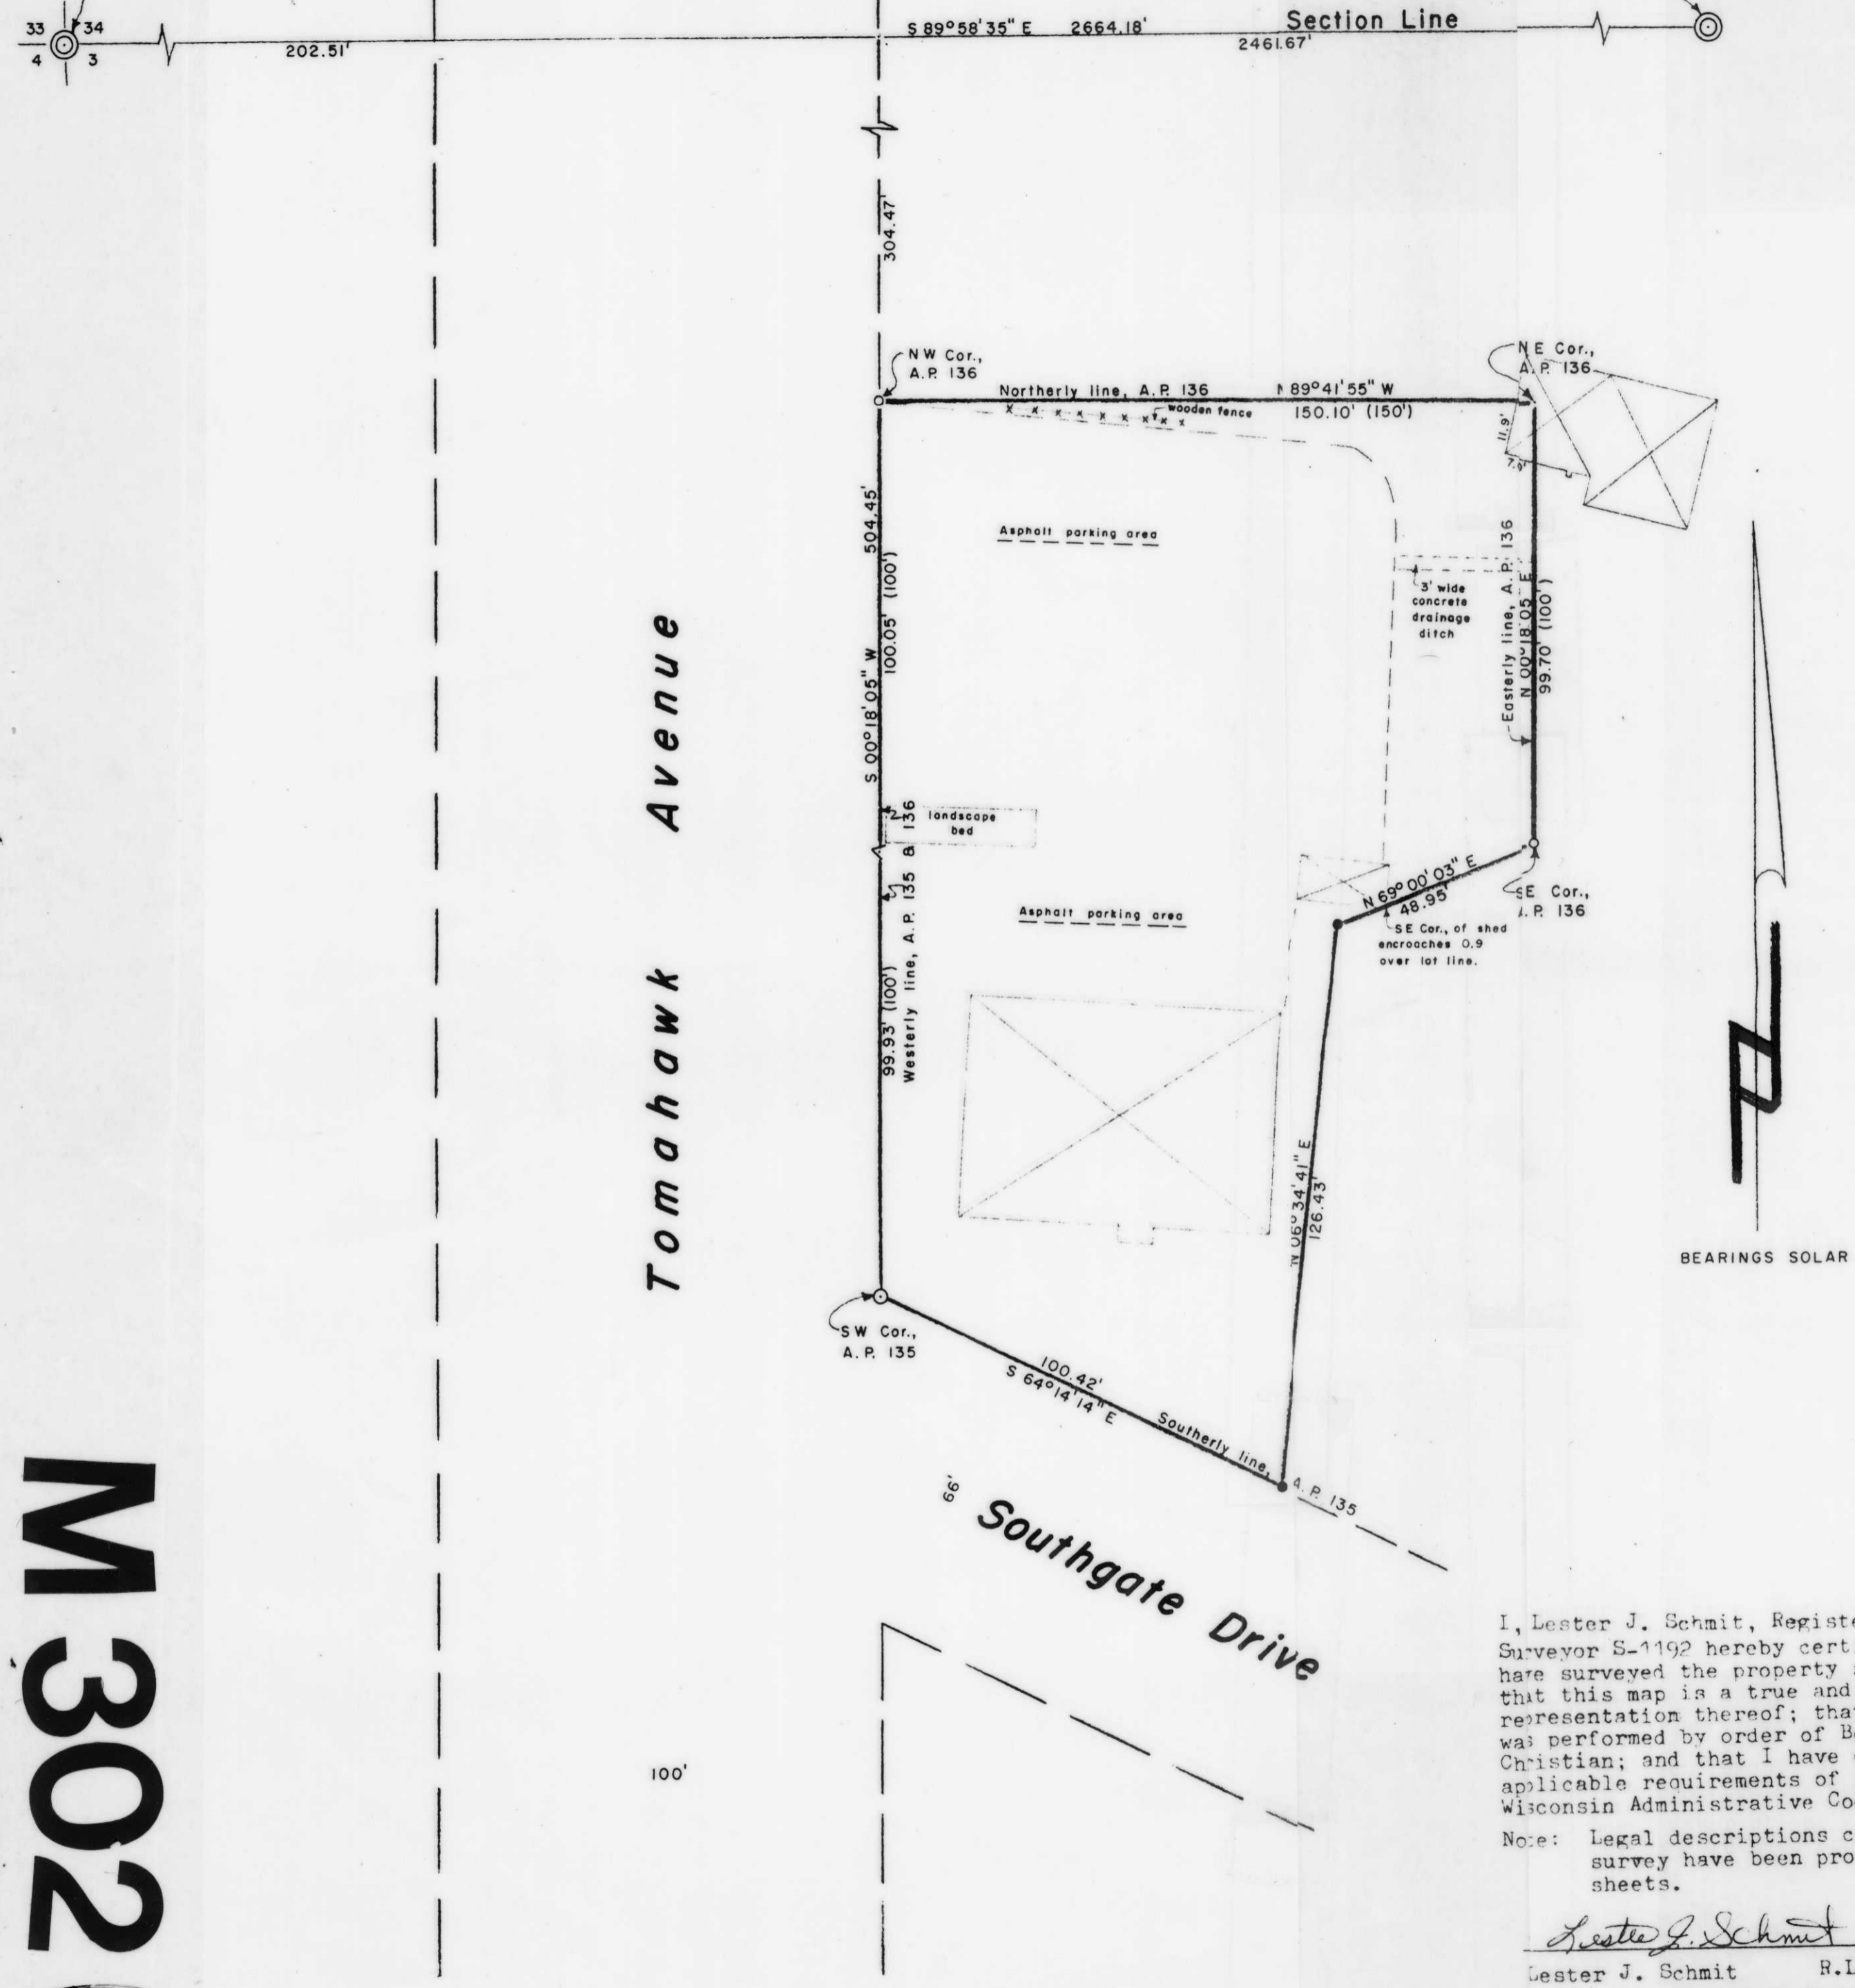 33 34
4 3
202.51'
S 89°58'35" E 2664.18'
Section Line
2461.67'
304.47'
NW Cor.,
A.P. 136
NE Cor.,
A.P. 136
Northerly line, A.P. 136 N 89°41'55" W
wooden fence
150.10' (150')
11.9'
504.45'
100.05' (100')
S 00°18'05" W
Asphalt parking area
3' wide
concrete
drainage
ditch
Easterly line, A.P. 136
N 00°18'05" E
99.70' (100')
Tomahawk Avenue
landscape
bed
Westerly line, A.P. 135 & 136
99.93' (100')
Asphalt parking area
N 69°00'03" E
48.95'
SE Cor.,
A.P. 136
SE Cor., of shed
encroaches 0.9
over lot line.
N 06°34'41" E
126.43'
BEARINGS SOLAR
SW Cor.,
A.P. 135
100.42'
S 64°14'14" E
Southerly line, A.P. 135
66'
Southgate Drive
100'
M 302
I, Lester J. Schmit, Registe
Surveyor S-1192 hereby cert
have surveyed the property
that this map is a true and
representation thereof; tha
was performed by order of B
Christian; and that I have
applicable requirements of
Wisconsin Administrative Co
Note: Legal descriptions c
survey have been pro
sheets.
Lester J. Schmit
Lester J. Schmit R.L